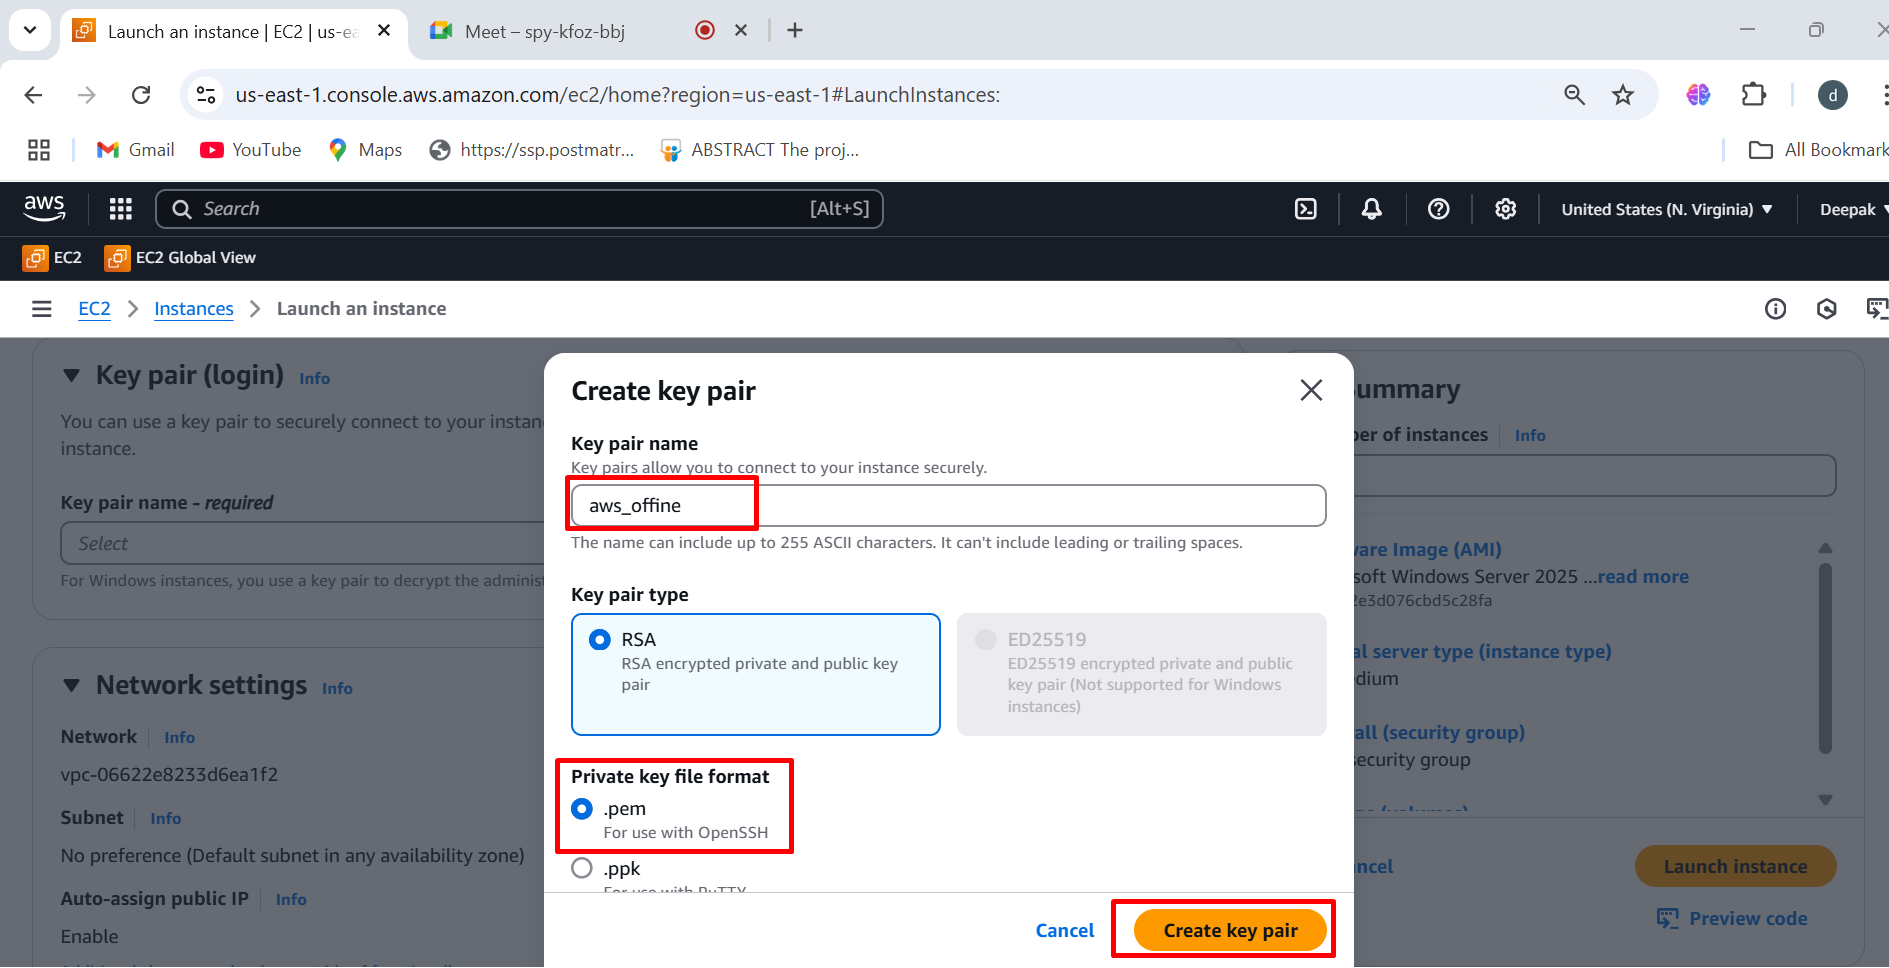 Launch an instance | EC2 | us-ea
Meet – spy-kfoz-bbj
us-east-1.console.aws.amazon.com/ec2/home?region=us-east-1#LaunchInstances:
d
Gmail
YouTube
Maps
https://ssp.postmatr...
ABSTRACT The proj...
All Bookmark
aws
Search
[Alt+S]
United States (N. Virginia)
Deepak
EC2
EC2 Global View
EC2
Instances
Launch an instance
Key pair (login) Info
You can use a key pair to securely connect to your instan
instance.
Key pair name - required
Select
For Windows instances, you use a key pair to decrypt the administ
Network settings Info
Network Info
vpc-06622e8233d6ea1f2
Subnet Info
No preference (Default subnet in any availability zone)
Auto-assign public IP Info
Enable
Create key pair
Key pair name
Key pairs allow you to connect to your instance securely.
aws_offine
The name can include up to 255 ASCII characters. It can't include leading or trailing spaces.
Key pair type
RSA
RSA encrypted private and public key
pair
ED25519
ED25519 encrypted private and public
key pair (Not supported for Windows
instances)
Private key file format
.pem
For use with OpenSSH
.ppk
For use with PuTTY
Cancel
Create key pair
ummary
er of instances Info
are Image (AMI)
soft Windows Server 2025 ...read more
2e3d076cbd5c28fa
al server type (instance type)
dium
all (security group)
ecurity group
ncel
Launch instance
Preview code